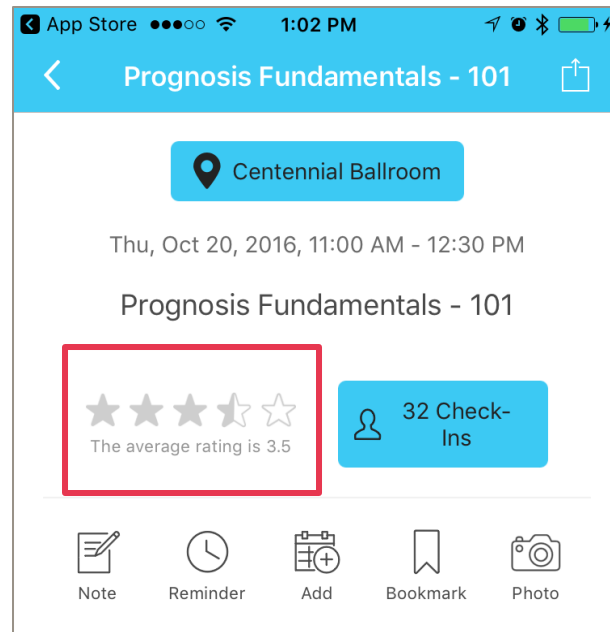 App Store 1:02 PM
Prognosis Fundamentals - 101
Centennial Ballroom
Thu, Oct 20, 2016, 11:00 AM - 12:30 PM
Prognosis Fundamentals - 101
The average rating is 3.5
32 Check-
Ins
Note Reminder Add Bookmark Photo